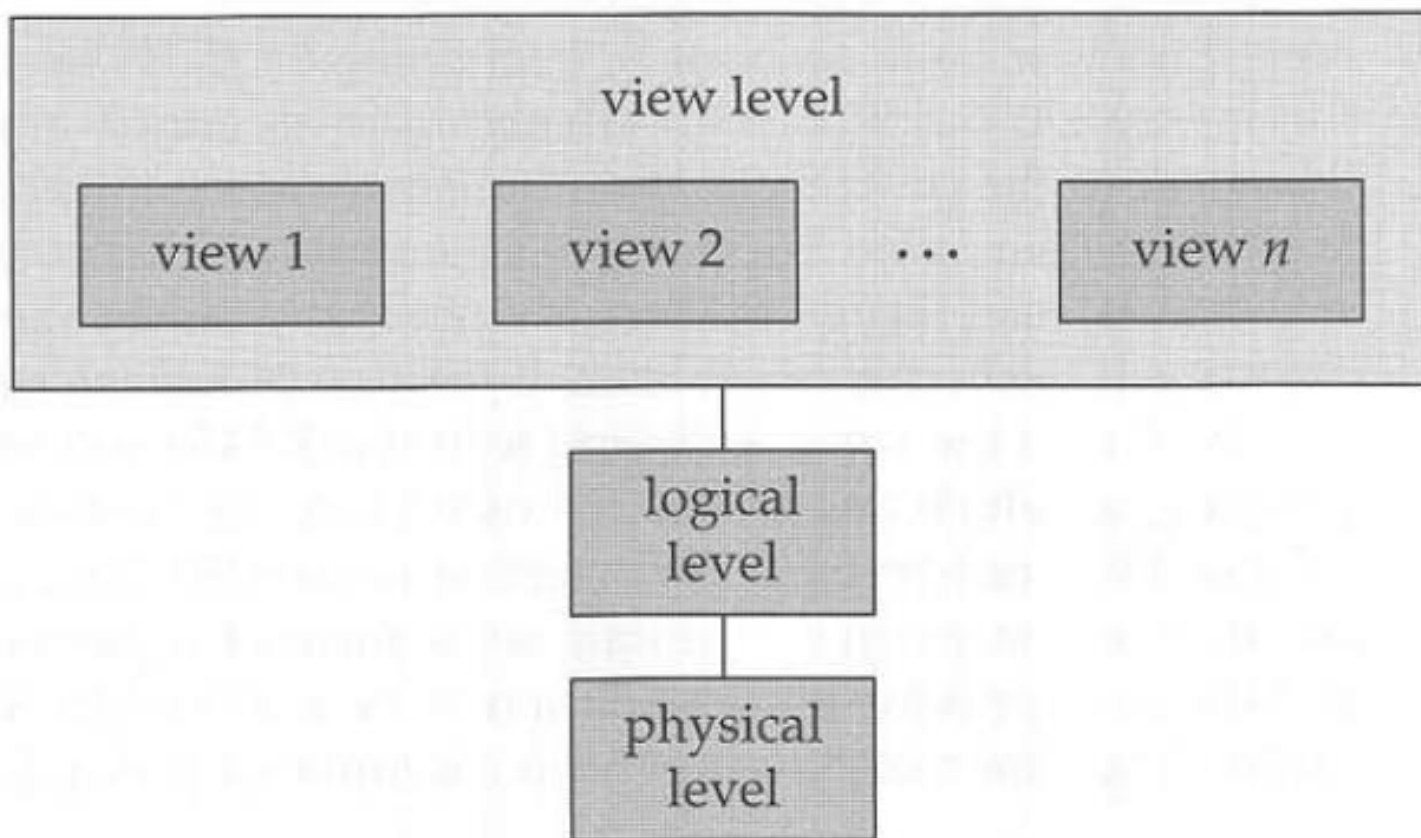 view level
view 1
view 2
...
view n
logical
level
physical
level